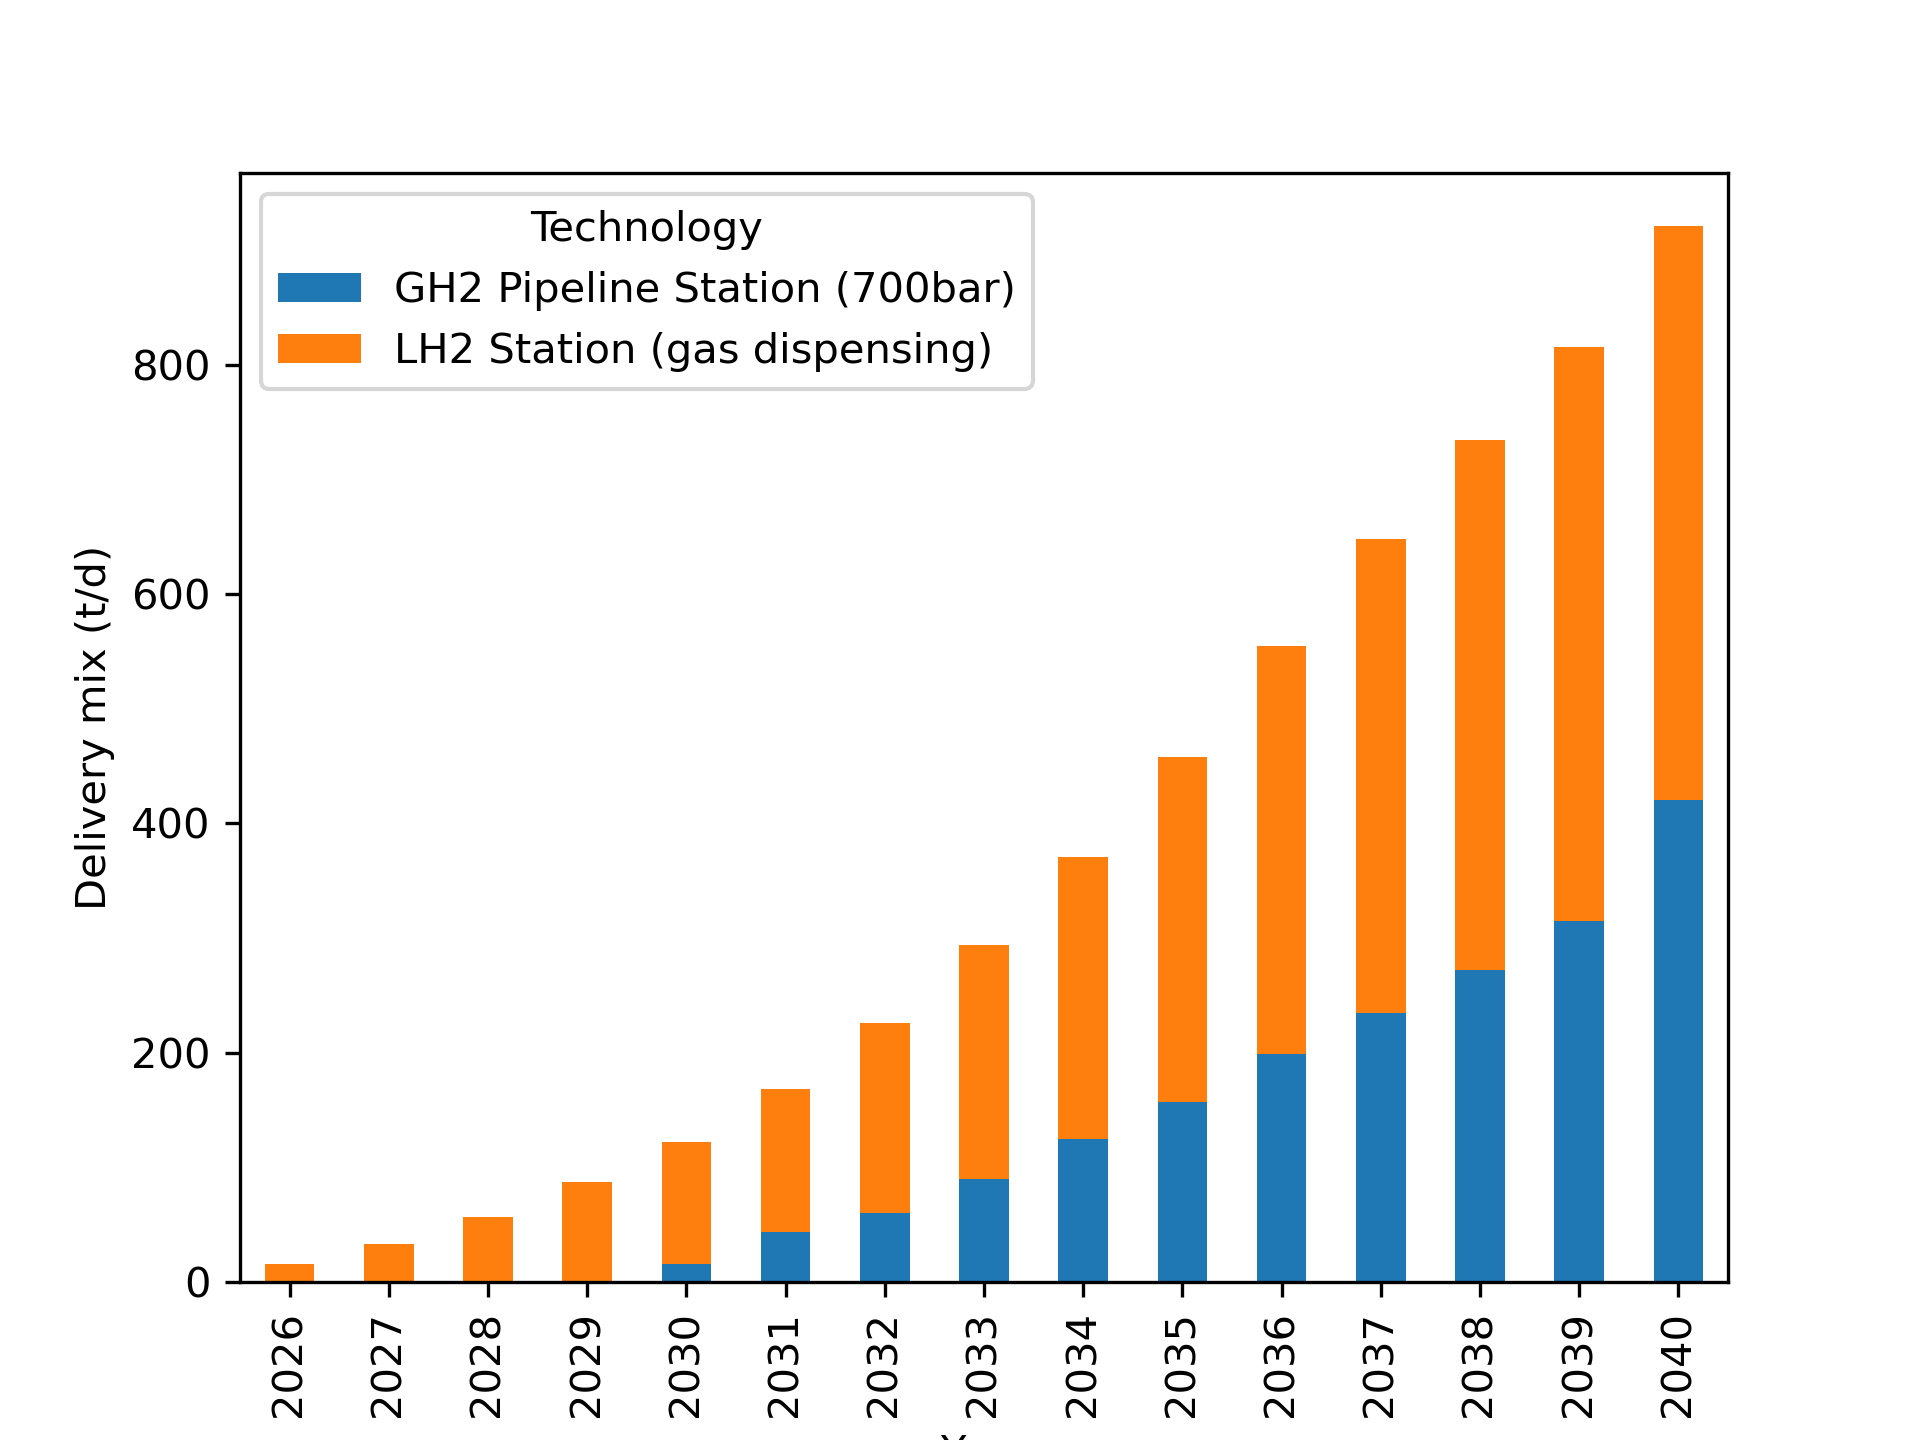 Technology
GH2 Pipeline Station (700bar)
LH2 Station (gas dispensing)
Delivery mix (t/d)
800
600
400
200
0
2026 2027 2028 2029 2030 2031 2032 2033 2034 2035 2036 2037 2038 2039 2040